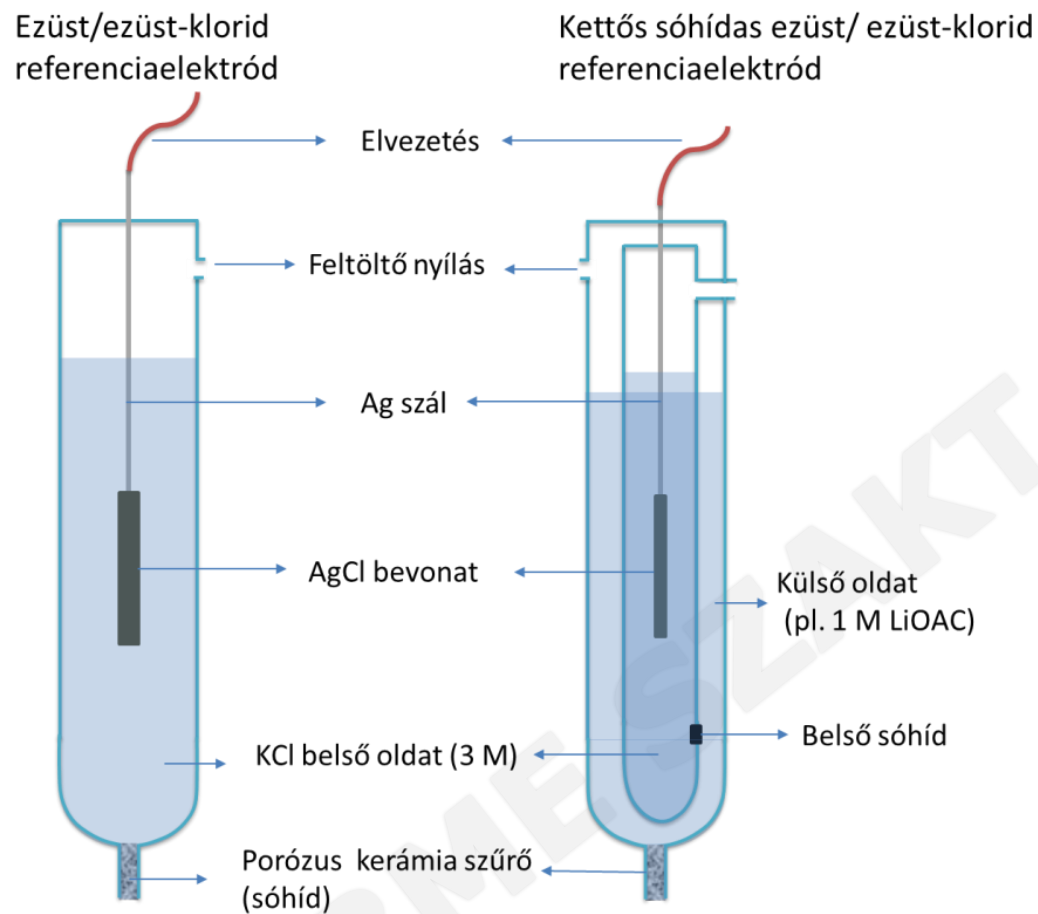 Ezüst/ezüst-klorid
referenciaelektród
Kettős sóhídas ezüst/ ezüst-klorid
referenciaelektród
Elvezetés
Feltöltő nyílás
Ag szál
AgCl bevonat
Külső oldat
(pl. 1 M LiOAC)
Belső sóhíd
KCl belső oldat (3 M)
Porózus kerámia szűrő
(sóhíd)
RME SZAKT